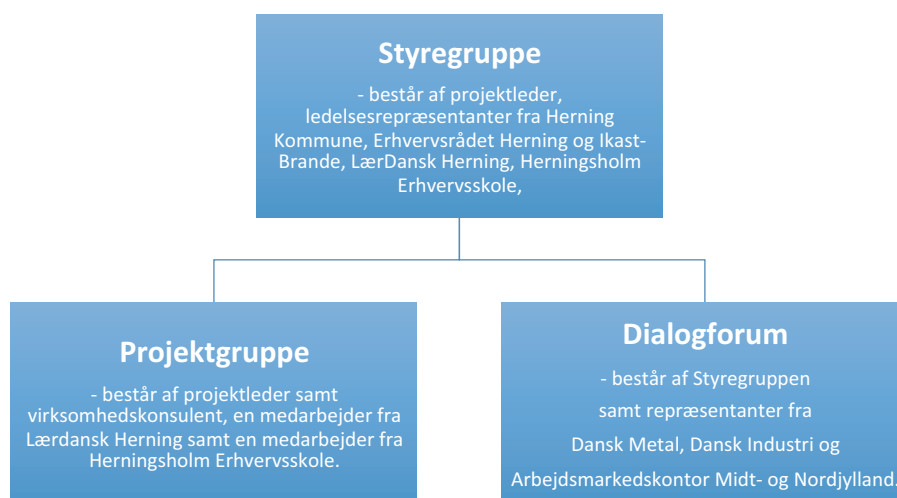 Styregruppe
- består af projektleder,
ledelsesrepræsentanter fra Herning
Kommune, Erhvervsrådet Herning og Ikast-
Brande, LærDansk Herning, Herningsholm
Erhvervsskole,
Projektgruppe
- består af projektleder samt
virksomhedskonsulent, en medarbejder fra
Lærdansk Herning samt en medarbejder fra
Herningsholm Erhvervsskole.
Dialogforum
- består af Styregruppen
samt repræsentanter fra
Dansk Metal, Dansk Industri og
Arbejdsmarkedskontor Midt- og Nordjylland.